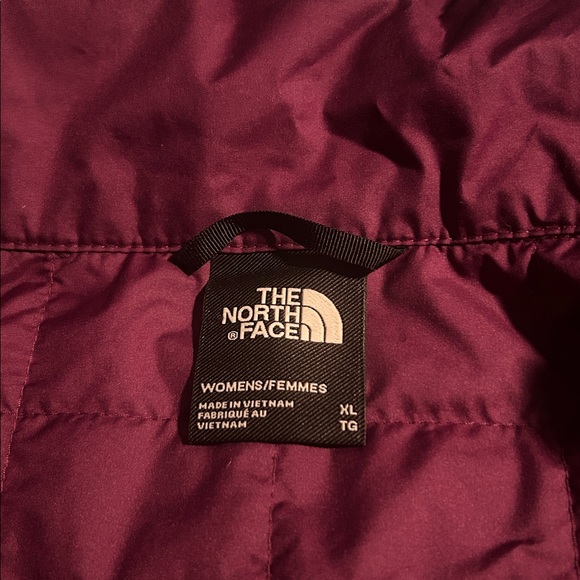 THE
NORTH
® FACE
WOMENS/FEMMES
MADE IN VIETNAM
FABRIQUÉ AU
VIETNAM
XL
TG